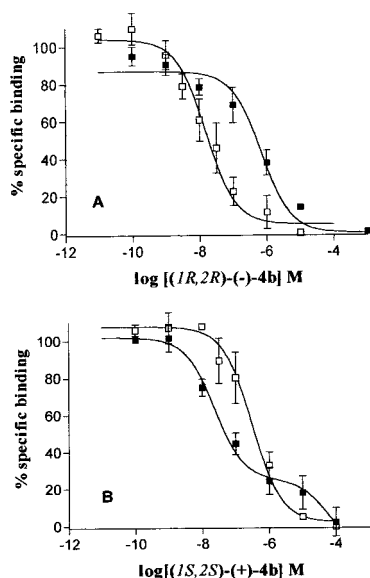 100
80
60
40
20
0
% specific binding
A
-12 -10 -8 -6 -4
log [(1R,2R)-(-)-4b] M
100
80
60
40
20
0
% specific binding
B
-12 -10 -8 -6 -4
log[(1S,2S)-(+)-4b] M